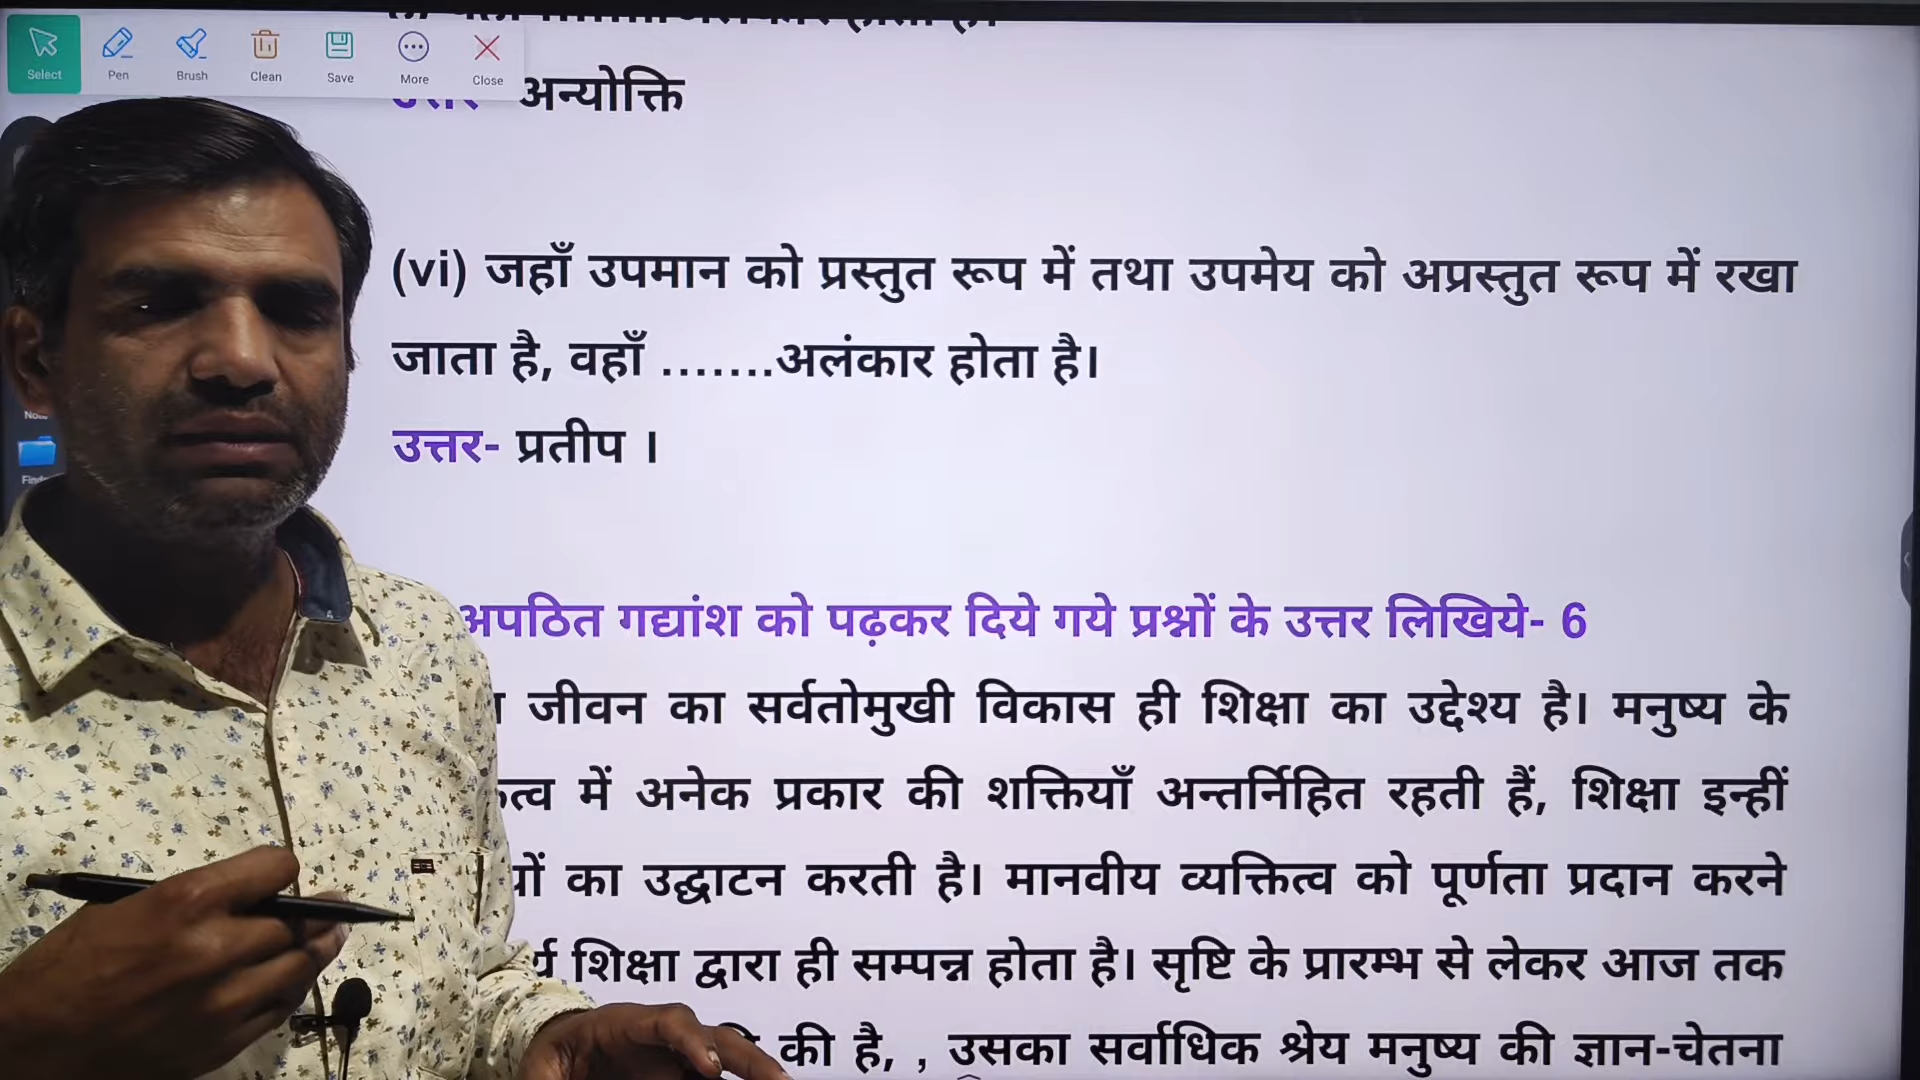 Select Pen Brush Clean Save More Close
उत्तर- अन्योक्ति
(vi) जहाँ उपमान को प्रस्तुत रूप में तथा उपमेय को अप्रस्तुत रूप में रखा
जाता है, वहाँ .......अलंकार होता है।
उत्तर- प्रतीप ।
अपठित गद्यांश को पढ़कर दिये गये प्रश्नों के उत्तर लिखिये- 6
जीवन का सर्वतोमुखी विकास ही शिक्षा का उद्देश्य है। मनुष्य के
में अनेक प्रकार की शक्तियाँ अन्तर्निहित रहती हैं, शिक्षा इन्हीं
का उद्घाटन करती है। मानवीय व्यक्तित्व को पूर्णता प्रदान करने
शिक्षा द्वारा ही सम्पन्न होता है। सृष्टि के प्रारम्भ से लेकर आज तक
की है, , उसका सर्वाधिक श्रेय मनुष्य की ज्ञान-चेतना